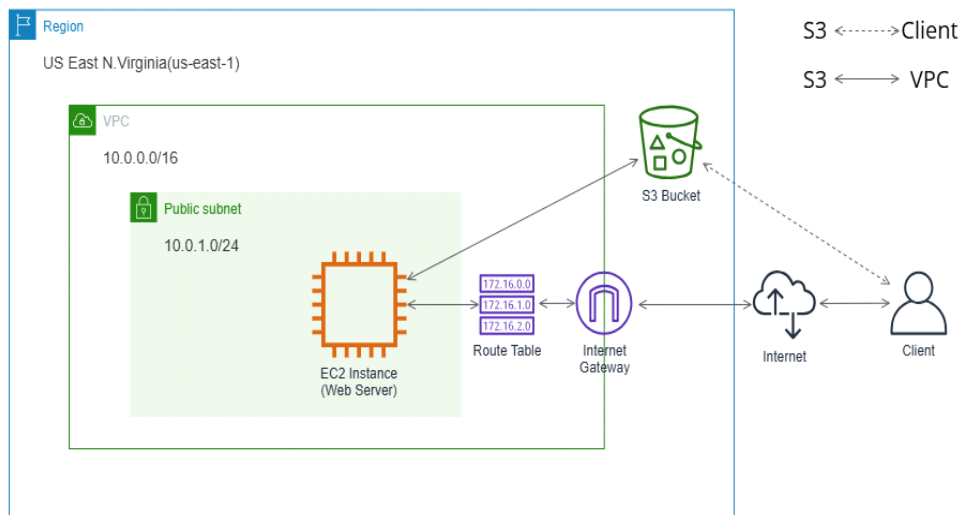 Region
US East N.Virginia(us-east-1)
VPC
10.0.0.0/16
Public subnet
10.0.1.0/24
EC2 Instance
(Web Server)
172.16.0.0
172.16.1.0
172.16.2.0
Route Table
Internet
Gateway
S3 Bucket
Internet
Client
S3 Client
S3 VPC